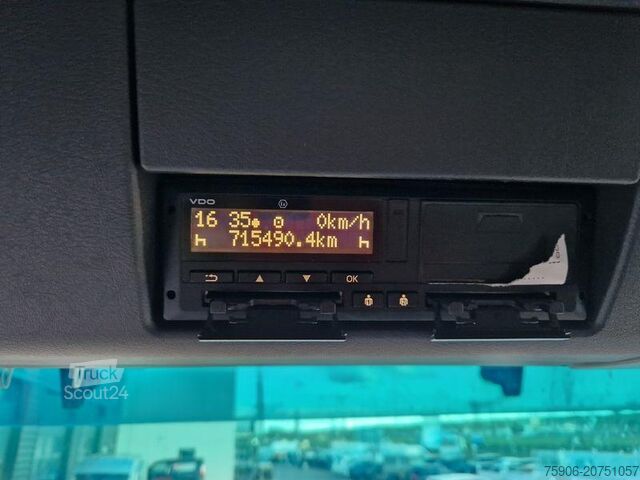 VDO
16 35 0km/h
715490.4km
OK
Truck
Scout24
75906-20751057